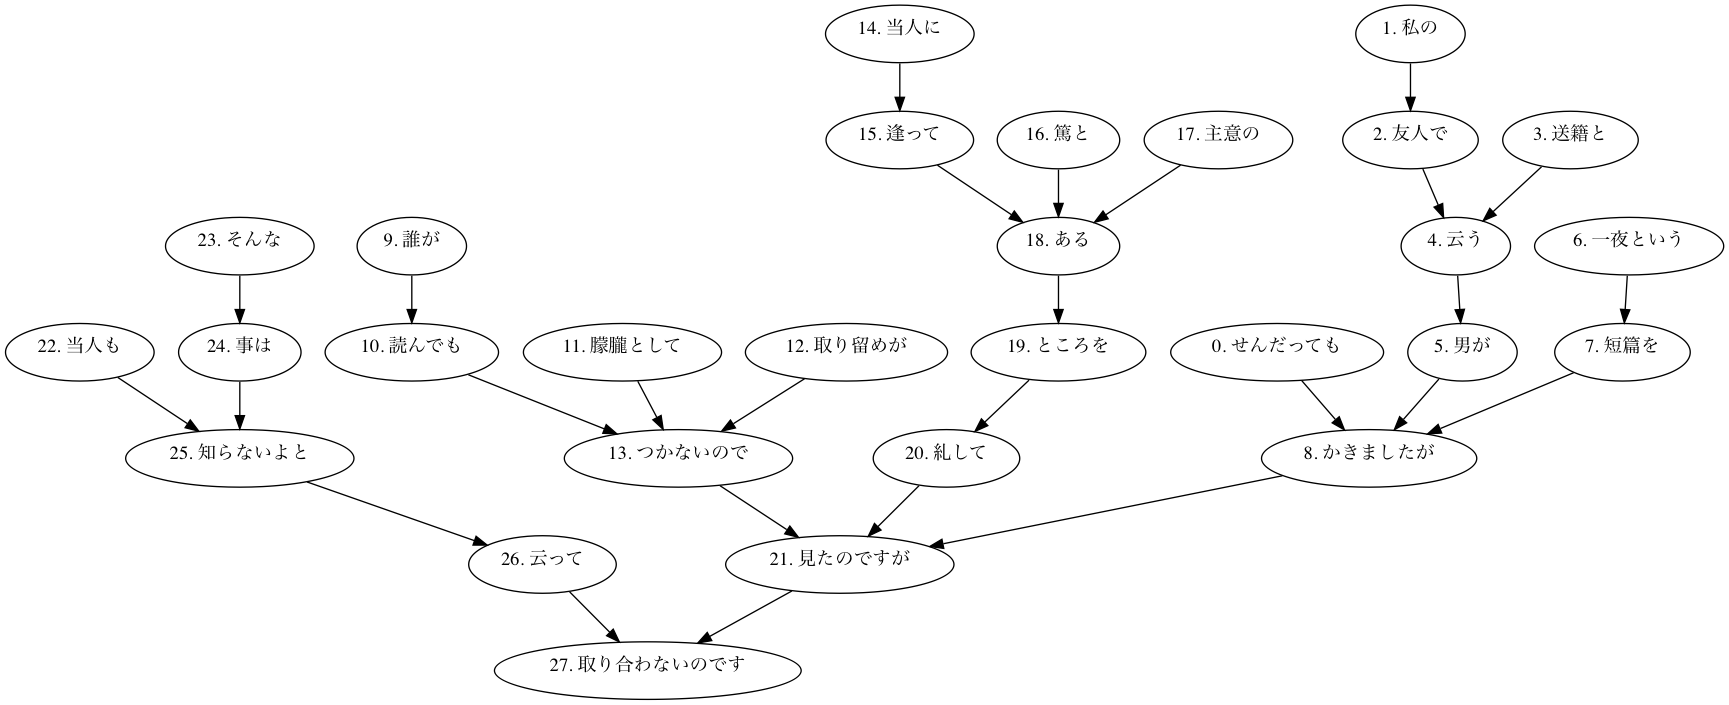 14. 当人に
1. 私の
15. 逢って
16. 篤と
17. 主意の
2. 友人で
3. 送籍と
23. そんな
9. 誰が
18. ある
4. 云う
6. 一夜という
22. 当人も
24. 事は
10. 読んでも
11. 朦朧として
12. 取り留めが
19. ところを
0. せんだっても
5. 男が
7. 短篇を
25. 知らないよと
13. つかないので
20. 糺して
8. かきましたが
26. 云って
21. 見たのですが
27. 取り合わないのです